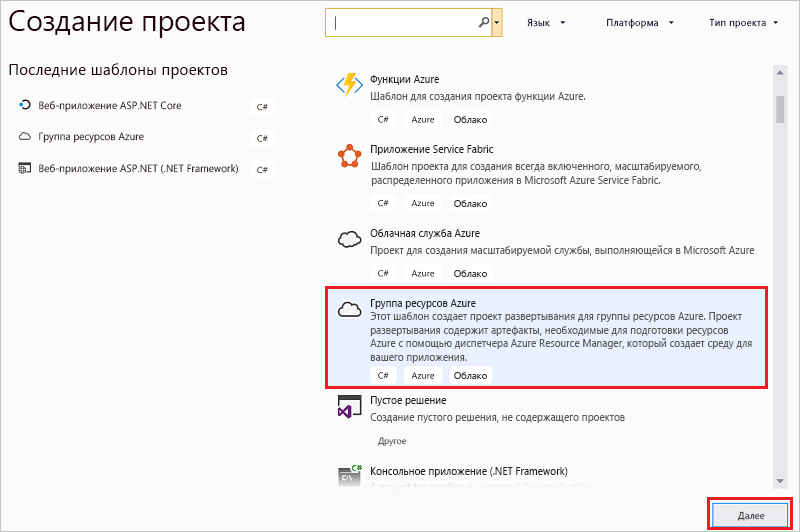 Создание проекта
Язык
Платформа
Тип проекта
Последние шаблоны проектов
Веб-приложение ASP.NET Core
C#
Группа ресурсов Azure
C#
Веб-приложение ASP.NET (.NET Framework)
C#
Функции Azure
Шаблон для создания проекта функции Azure.
C# Azure Облако
Приложение Service Fabric
Шаблон проекта для создания всегда включенного, масштабируемого,
распределенного приложения в Microsoft Azure Service Fabric.
C# Azure Облако
Облачная служба Azure
Проект для создания масштабируемой службы, выполняющейся в Microsoft Azure
C# Azure Облако
Группа ресурсов Azure
Этот шаблон создает проект развертывания для группы ресурсов Azure. Проект
развертывания содержит артефакты, необходимые для подготовки ресурсов
Azure с помощью диспетчера Azure Resource Manager, который создает среду для
вашего приложения.
C# Azure Облако
Пустое решение
Создание пустого решения, не содержащего проектов
Другое
C#
Консольное приложение (.NET Framework)
Далее